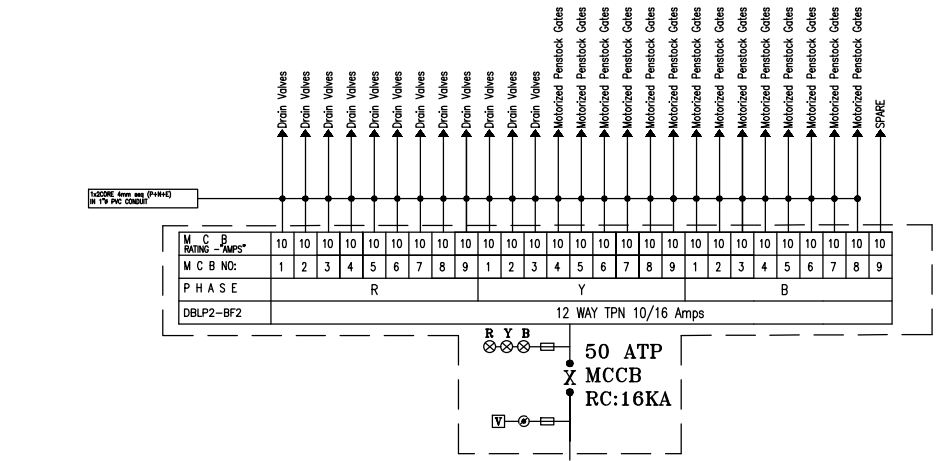 Drain Valves
Drain Valves
Drain Valves
Drain Valves
Drain Valves
Drain Valves
Drain Valves
Drain Valves
Drain Valves
Drain Valves
Drain Valves
Drain Valves
Motorized Penstock Gates
Motorized Penstock Gates
Motorized Penstock Gates
Motorized Penstock Gates
Motorized Penstock Gates
Motorized Penstock Gates
Motorized Penstock Gates
Motorized Penstock Gates
Motorized Penstock Gates
Motorized Penstock Gates
Motorized Penstock Gates
Motorized Penstock Gates
Motorized Penstock Gates
Motorized Penstock Gates
SPARE
1x2CORE 4mm sqq (P+N+E)
IN 1"Ø PVC CONDUIT
M C B
RATING -"AMPS" 10 10 10 10 10 10 10 10 10 10 10 10 10 10 10 10 10 10 10 10 10 10 10 10 10 10 10
M C B NO: 1 2 3 4 5 6 7 8 9 1 2 3 4 5 6 7 8 9 1 2 3 4 5 6 7 8 9
PHASE R Y B
DBLP2-BF2 12 WAY TPN 10/16 Amps
R Y B
50 ATP
X MCCB
RC:16KA
V